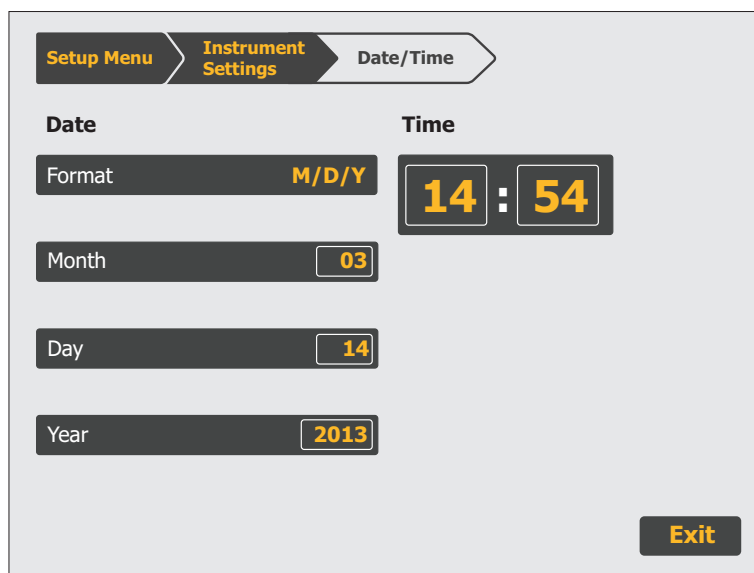 Setup Menu
Instrument
Settings
Date/Time
Date
Format M/D/Y
Month 03
Day 14
Year 2013
Time
14 : 54
Exit